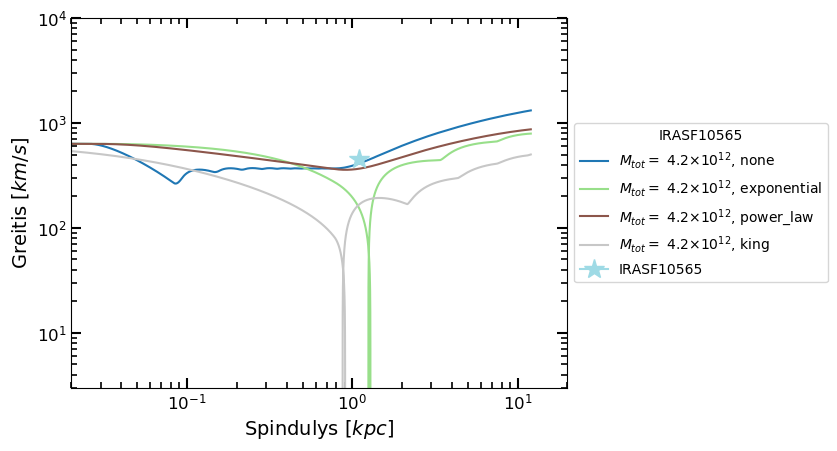 10⁴
10³
10²
10¹
Greitis [km/s]
10⁻¹
10⁰
10¹
Spindulys [kpc]
IRASF10565
M_tot = 4.2×10¹², none
M_tot = 4.2×10¹², exponential
M_tot = 4.2×10¹², power_law
M_tot = 4.2×10¹², king
IRASF10565